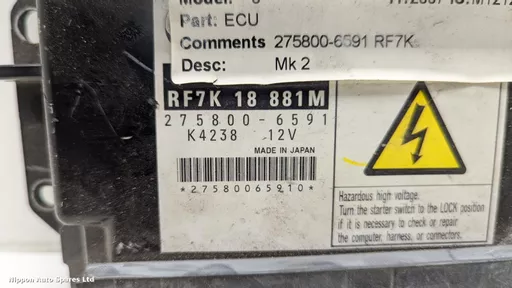 Part: ECU
Comments 275800-6591 RF7K
Desc: Mk 2
RF7K 18 881M
275800-6591
K4238 12V
MADE IN JAPAN
*27580065910*
Hazardous high voltage.
Turn the starter switch to the LOCK position
if it is necessary to check or repair
the computer, harness, or connectors.
Nippon Auto Spares Ltd